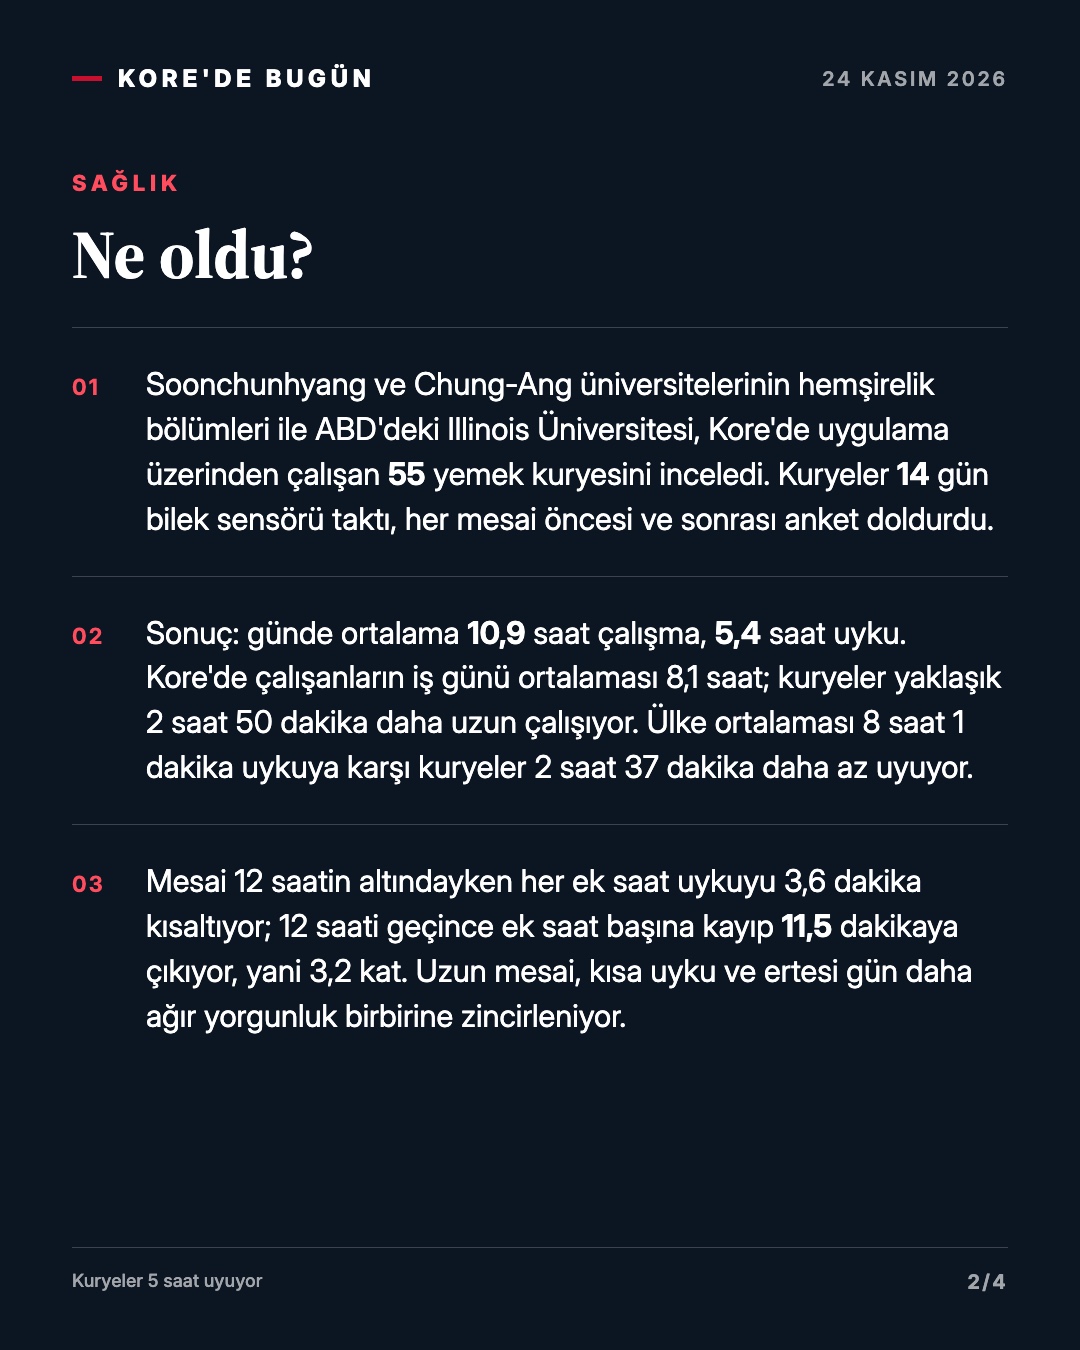 KORE'DE BUGÜN
24 KASIM 2026
SAĞLIK
Ne oldu?
01
Soonchunhyang ve Chung-Ang üniversitelerinin hemşirelik
bölümleri ile ABD'deki Illinois Üniversitesi, Kore'de uygulama
üzerinden çalışan 55 yemek kuryesini inceledi. Kuryeler 14 gün
bilek sensörü taktı, her mesai öncesi ve sonrası anket doldurdu.
02
Sonuç: günde ortalama 10,9 saat çalışma, 5,4 saat uyku.
Kore'de çalışanların iş günü ortalaması 8,1 saat; kuryeler yaklaşık
2 saat 50 dakika daha uzun çalışıyor. Ülke ortalaması 8 saat 1
dakika uykuya karşı kuryeler 2 saat 37 dakika daha az uyuyor.
03
Mesai 12 saatin altındayken her ek saat uykuyu 3,6 dakika
kısaltıyor; 12 saati geçince ek saat başına kayıp 11,5 dakikaya
çıkıyor, yani 3,2 kat. Uzun mesai, kısa uyku ve ertesi gün daha
ağır yorgunluk birbirine zincirleniyor.
Kuryeler 5 saat uyuyor
2/4